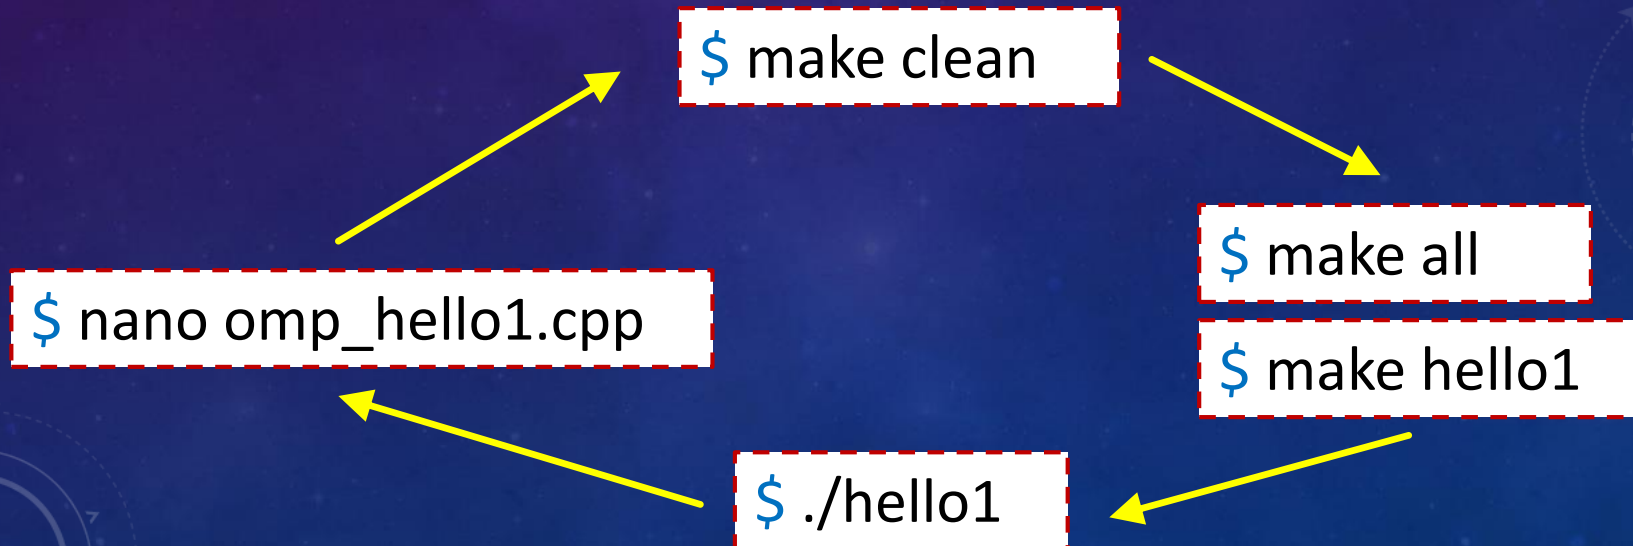 $ make clean
$ make all
$ nano omp_hello1.cpp
$ make hello1
$ ./hello1